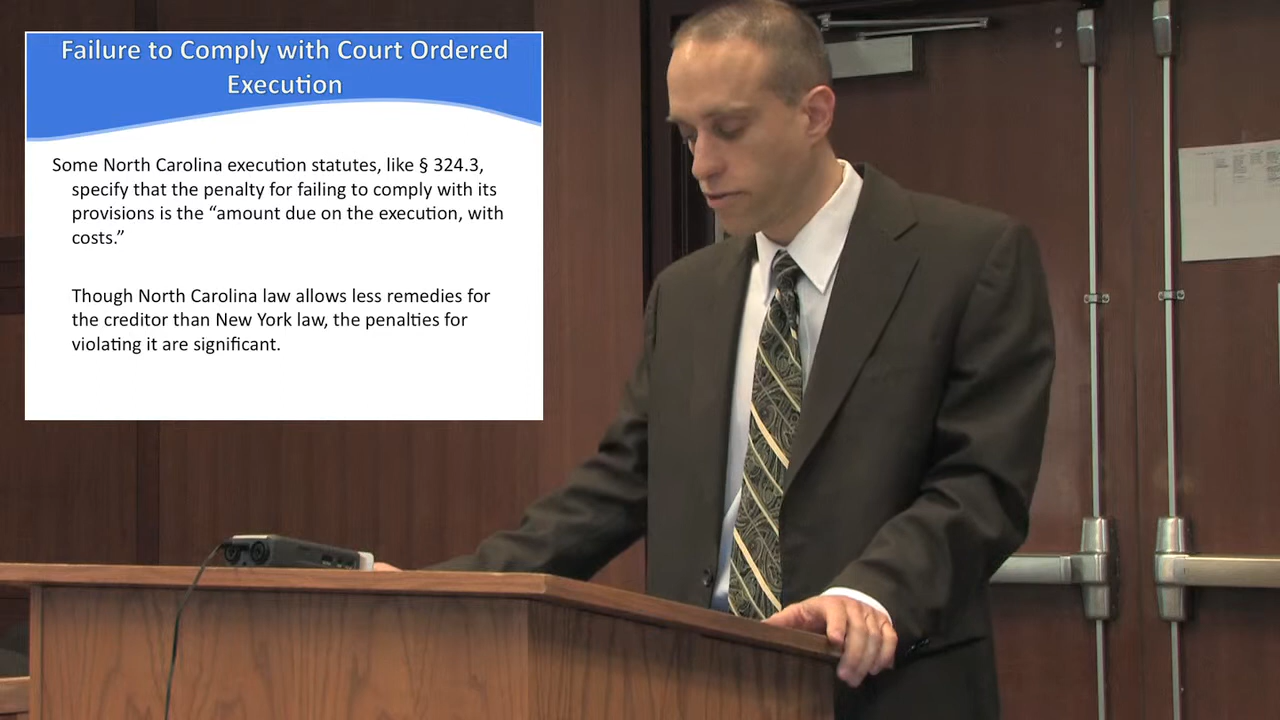 Failure to Comply with Court Ordered
Execution
Some North Carolina execution statutes, like § 324.3,
specify that the penalty for failing to comply with its
provisions is the “amount due on the execution, with
costs.”
Though North Carolina law allows less remedies for
the creditor than New York law, the penalties for
violating it are significant.